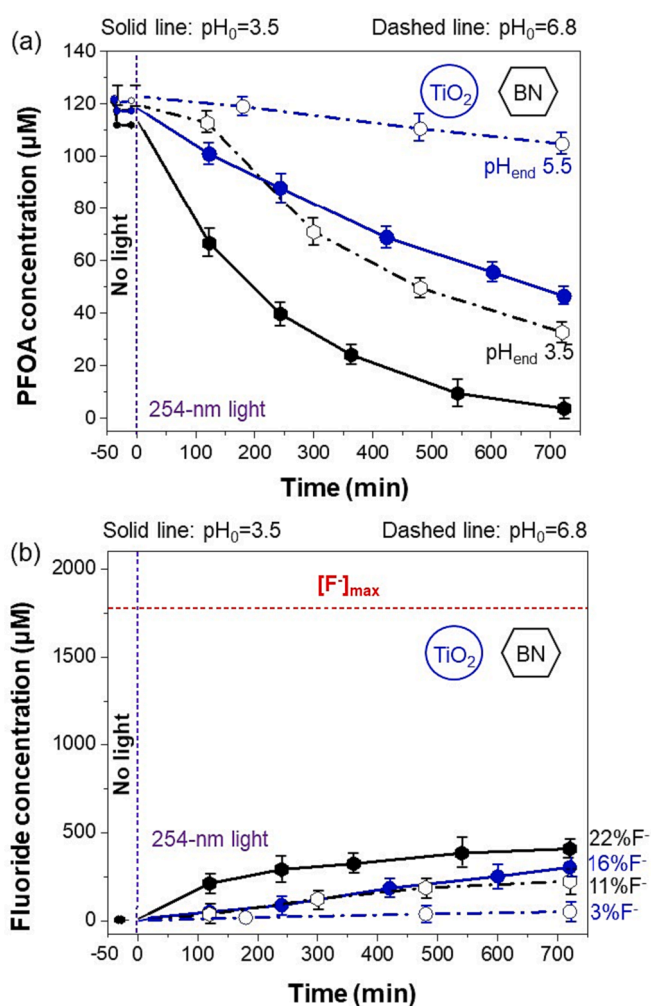 (a)
Solid line: pH₀=3.5 Dashed line: pH₀=6.8
140
120
100
80
60
40
20
0
PFOA concentration (µM)
No light
TiO₂ BN
pHend 5.5
pHend 3.5
254-nm light
-50 0 100 200 300 400 500 600 700
Time (min)
(b)
Solid line: pH₀=3.5 Dashed line: pH₀=6.8
2000
1500
1000
500
0
Fluoride concentration (µM)
[F⁻]max
TiO₂ BN
No light
254-nm light
22%F⁻
16%F⁻
11%F⁻
3%F⁻
-50 0 100 200 300 400 500 600 700
Time (min)